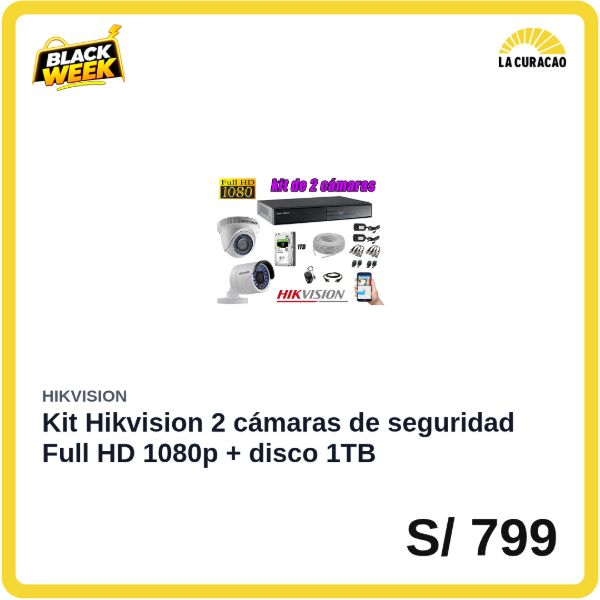 BLACK
WEEK
LA CURACAO
Full HD
1080
kit de 2 cámaras
1TB
HIKVISION
HIKVISION
Kit Hikvision 2 cámaras de seguridad
Full HD 1080p + disco 1TB
S/ 799